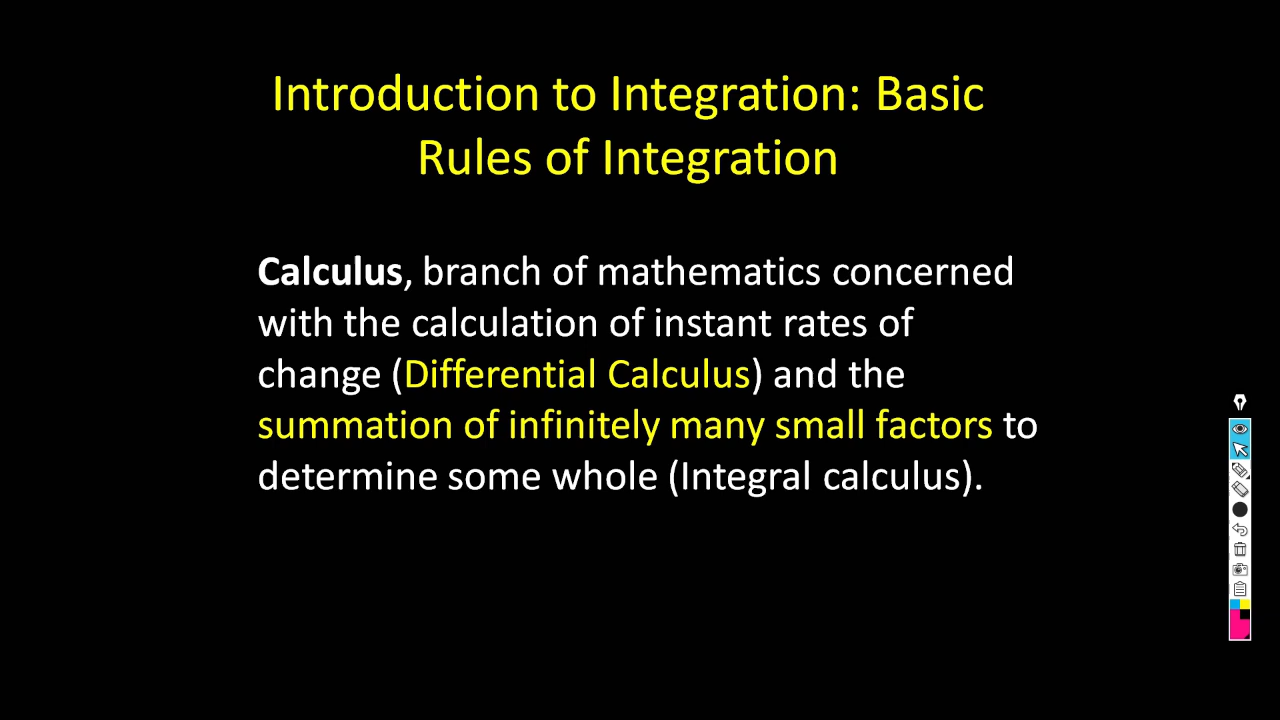 Introduction to Integration: Basic
Rules of Integration
Calculus, branch of mathematics concerned
with the calculation of instant rates of
change (Differential Calculus) and the
summation of infinitely many small factors to
determine some whole (Integral calculus).